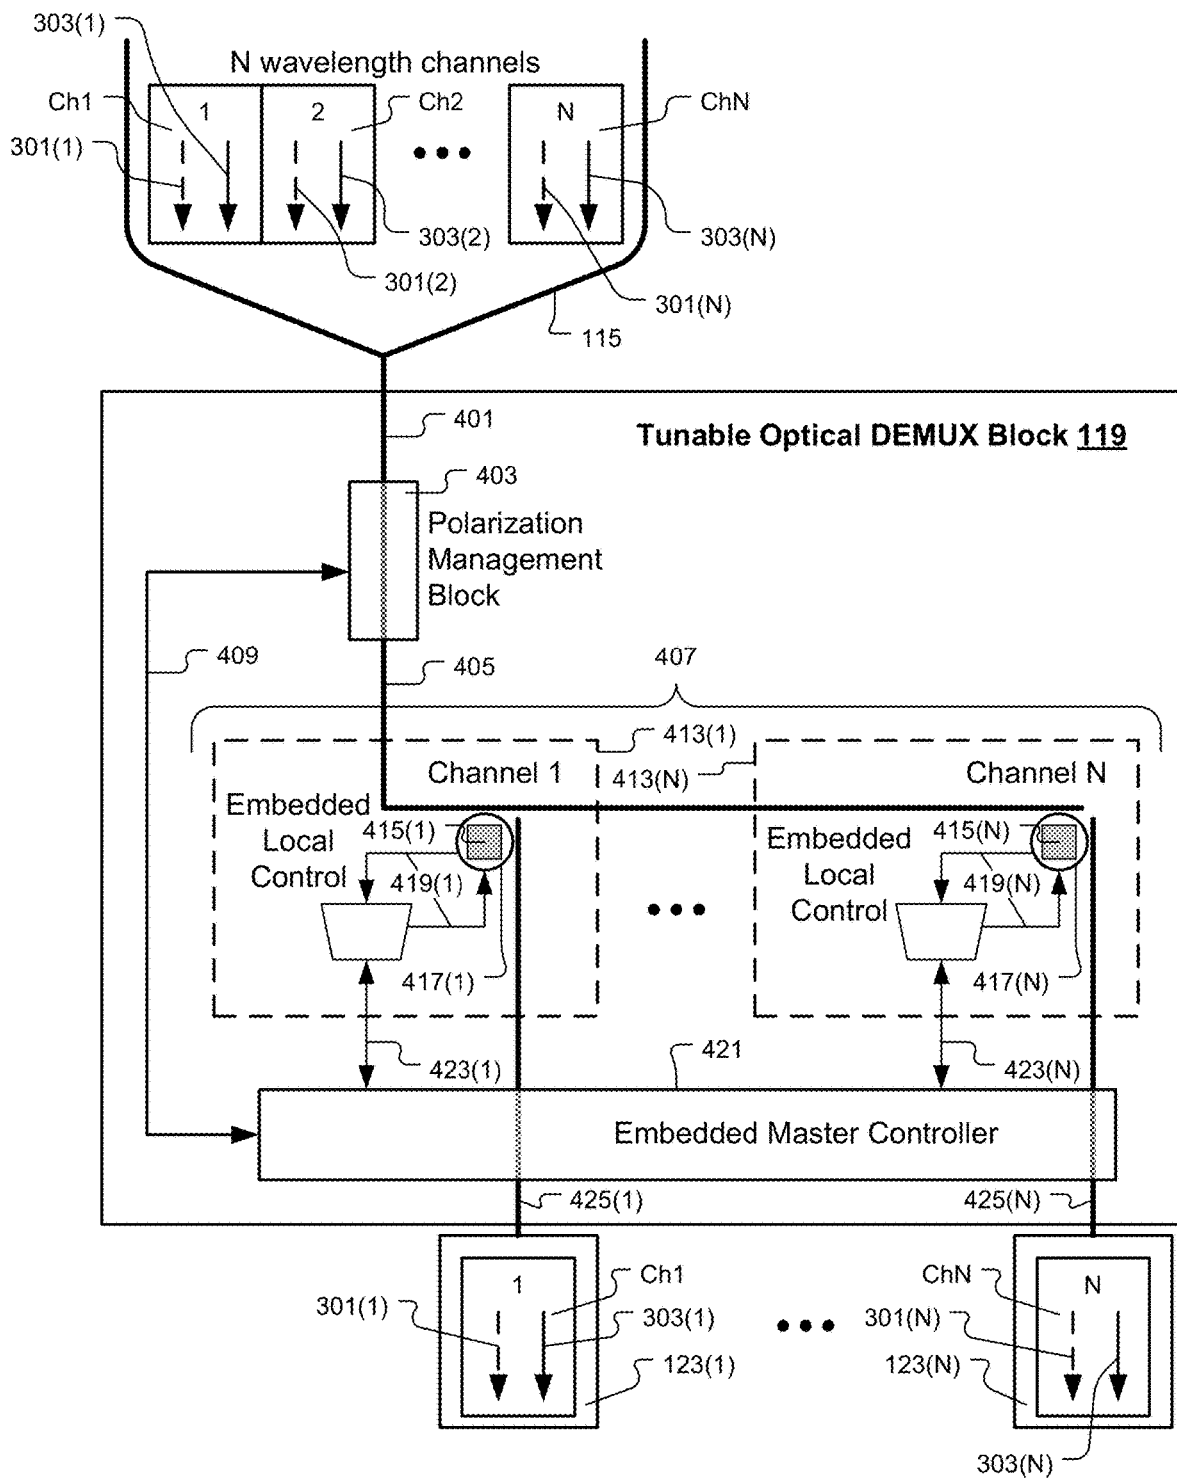 303(1)
N wavelength channels
Ch1
1
2
Ch2
N
ChN
301(1)
303(2)
303(N)
301(2)
301(N)
115
401
Tunable Optical DEMUX Block 119
403
Polarization
Management
Block
409
405
407
413(1)
413(N)
Channel 1
Channel N
Embedded
Local
Control
415(1)
419(1)
417(1)
Embedded
Local
Control
415(N)
419(N)
417(N)
423(1)
421
423(N)
Embedded Master Controller
425(1)
425(N)
1
Ch1
ChN
N
301(1)
303(1)
301(N)
123(1)
123(N)
303(N)